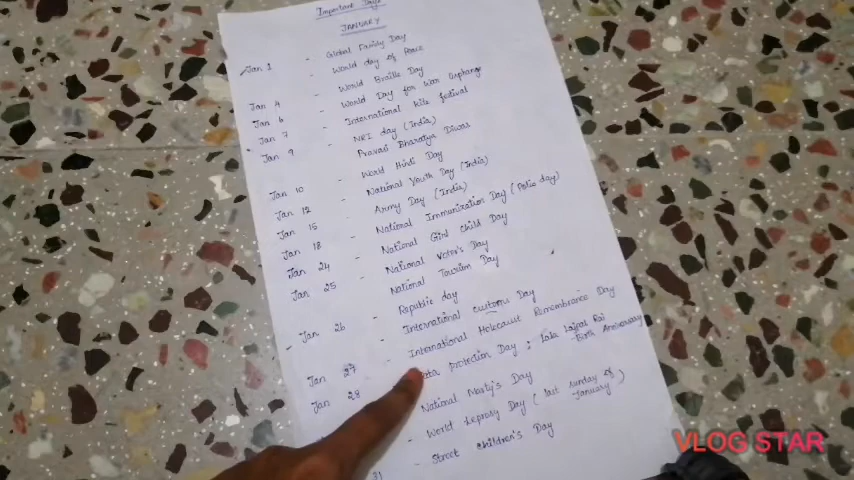 Important Days
JANUARY
Jan 1 - Global Family Day
- World day of Peace
Jan 4 - World Braille Day
Jan 6 - World Day for War Orphange
Jan 7 - International kite festival
Jan 9 - NRI day (India)
Pravasi Bharatiya Diwas
Jan 10 - World Hindi Day
Jan 12 - National Youth Day (India)
Jan 15 - Army Day (India)
Jan 18 - National Immunization Day (Polio day)
Jan 24 - National Girl Child Day
Jan 25 - National Voter's Day
- National Tourism Day
Jan 26 - Republic day
- International customs Day
Jan 27 - International Holocaust Remembrance Day
Jan 28 - protection Day ; Lala Lajpat Rai
Birth Anniversary
- National Marty's Day
- World Leprosy Day ( last sunday of
January )
31 - Street Children's Day
VLOG STAR